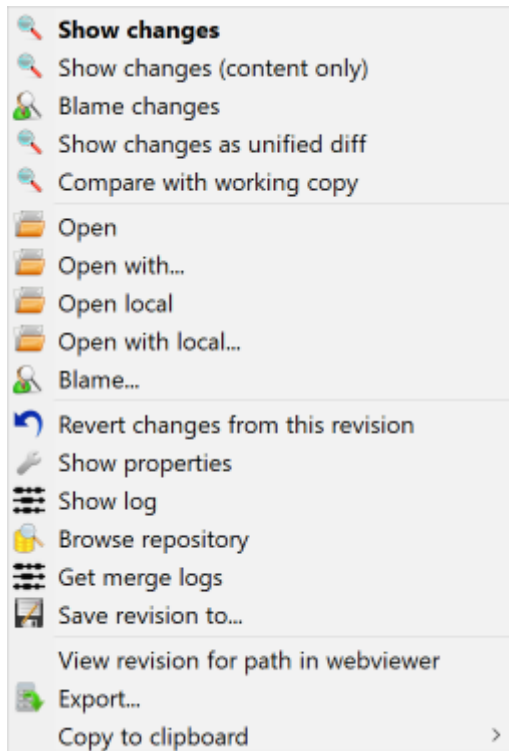 Show changes
Show changes (content only)
Blame changes
Show changes as unified diff
Compare with working copy
Open
Open with...
Open local
Open with local...
Blame...
Revert changes from this revision
Show properties
Show log
Browse repository
Get merge logs
Save revision to...
View revision for path in webviewer
Export...
Copy to clipboard